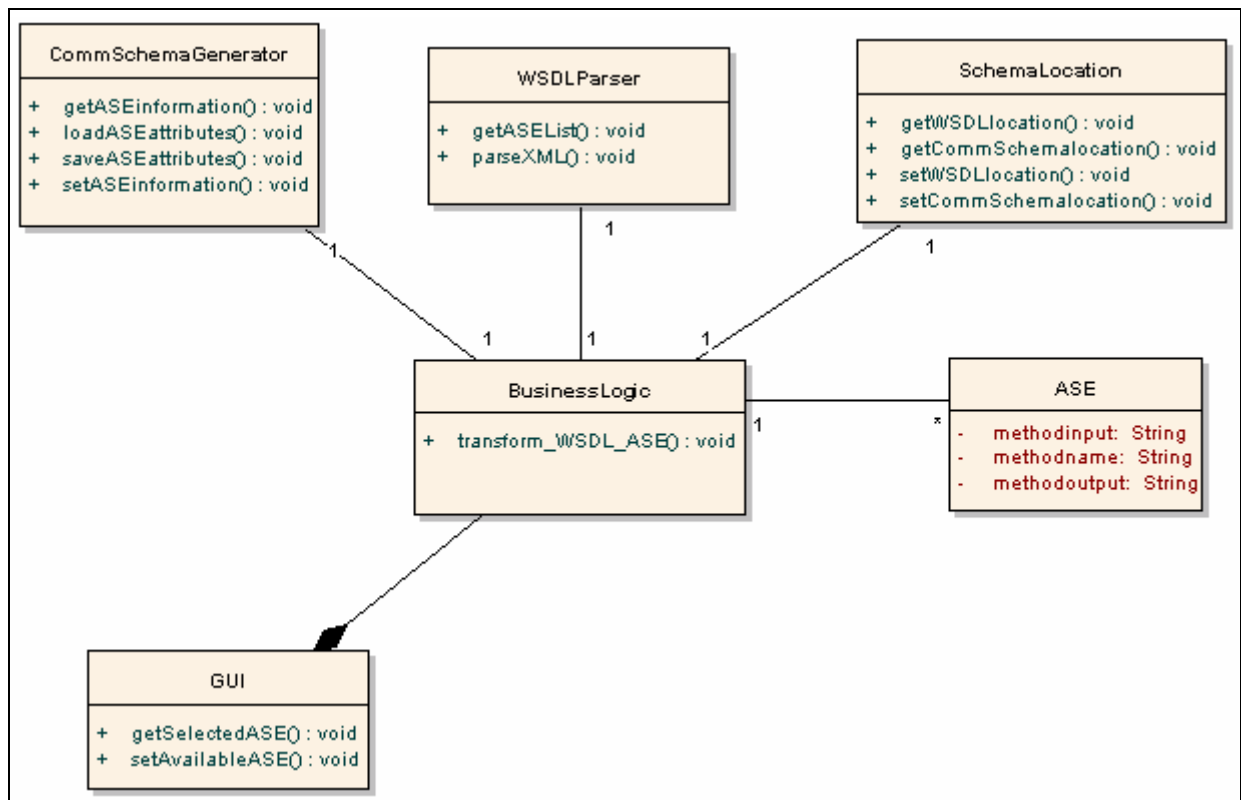 CommSchemaGenerator
+ getASEinformation() : void
+ loadASEattributes() : void
+ saveASEattributes() : void
+ setASEinformation() : void
WSDLParser
+ getASEList() : void
+ parseXML() : void
SchemaLocation
+ getWSDLlocation() : void
+ getCommSchemalocation() : void
+ setWSDLlocation() : void
+ setCommSchemalocation() : void
1
1
1
1
1
1
BusinessLogic
+ transform_WSDL_ASE() : void
1
*
ASE
- methodinput: String
- methodname: String
- methodoutput: String
GUI
+ getSelectedASE() : void
+ setAvailableASE() : void